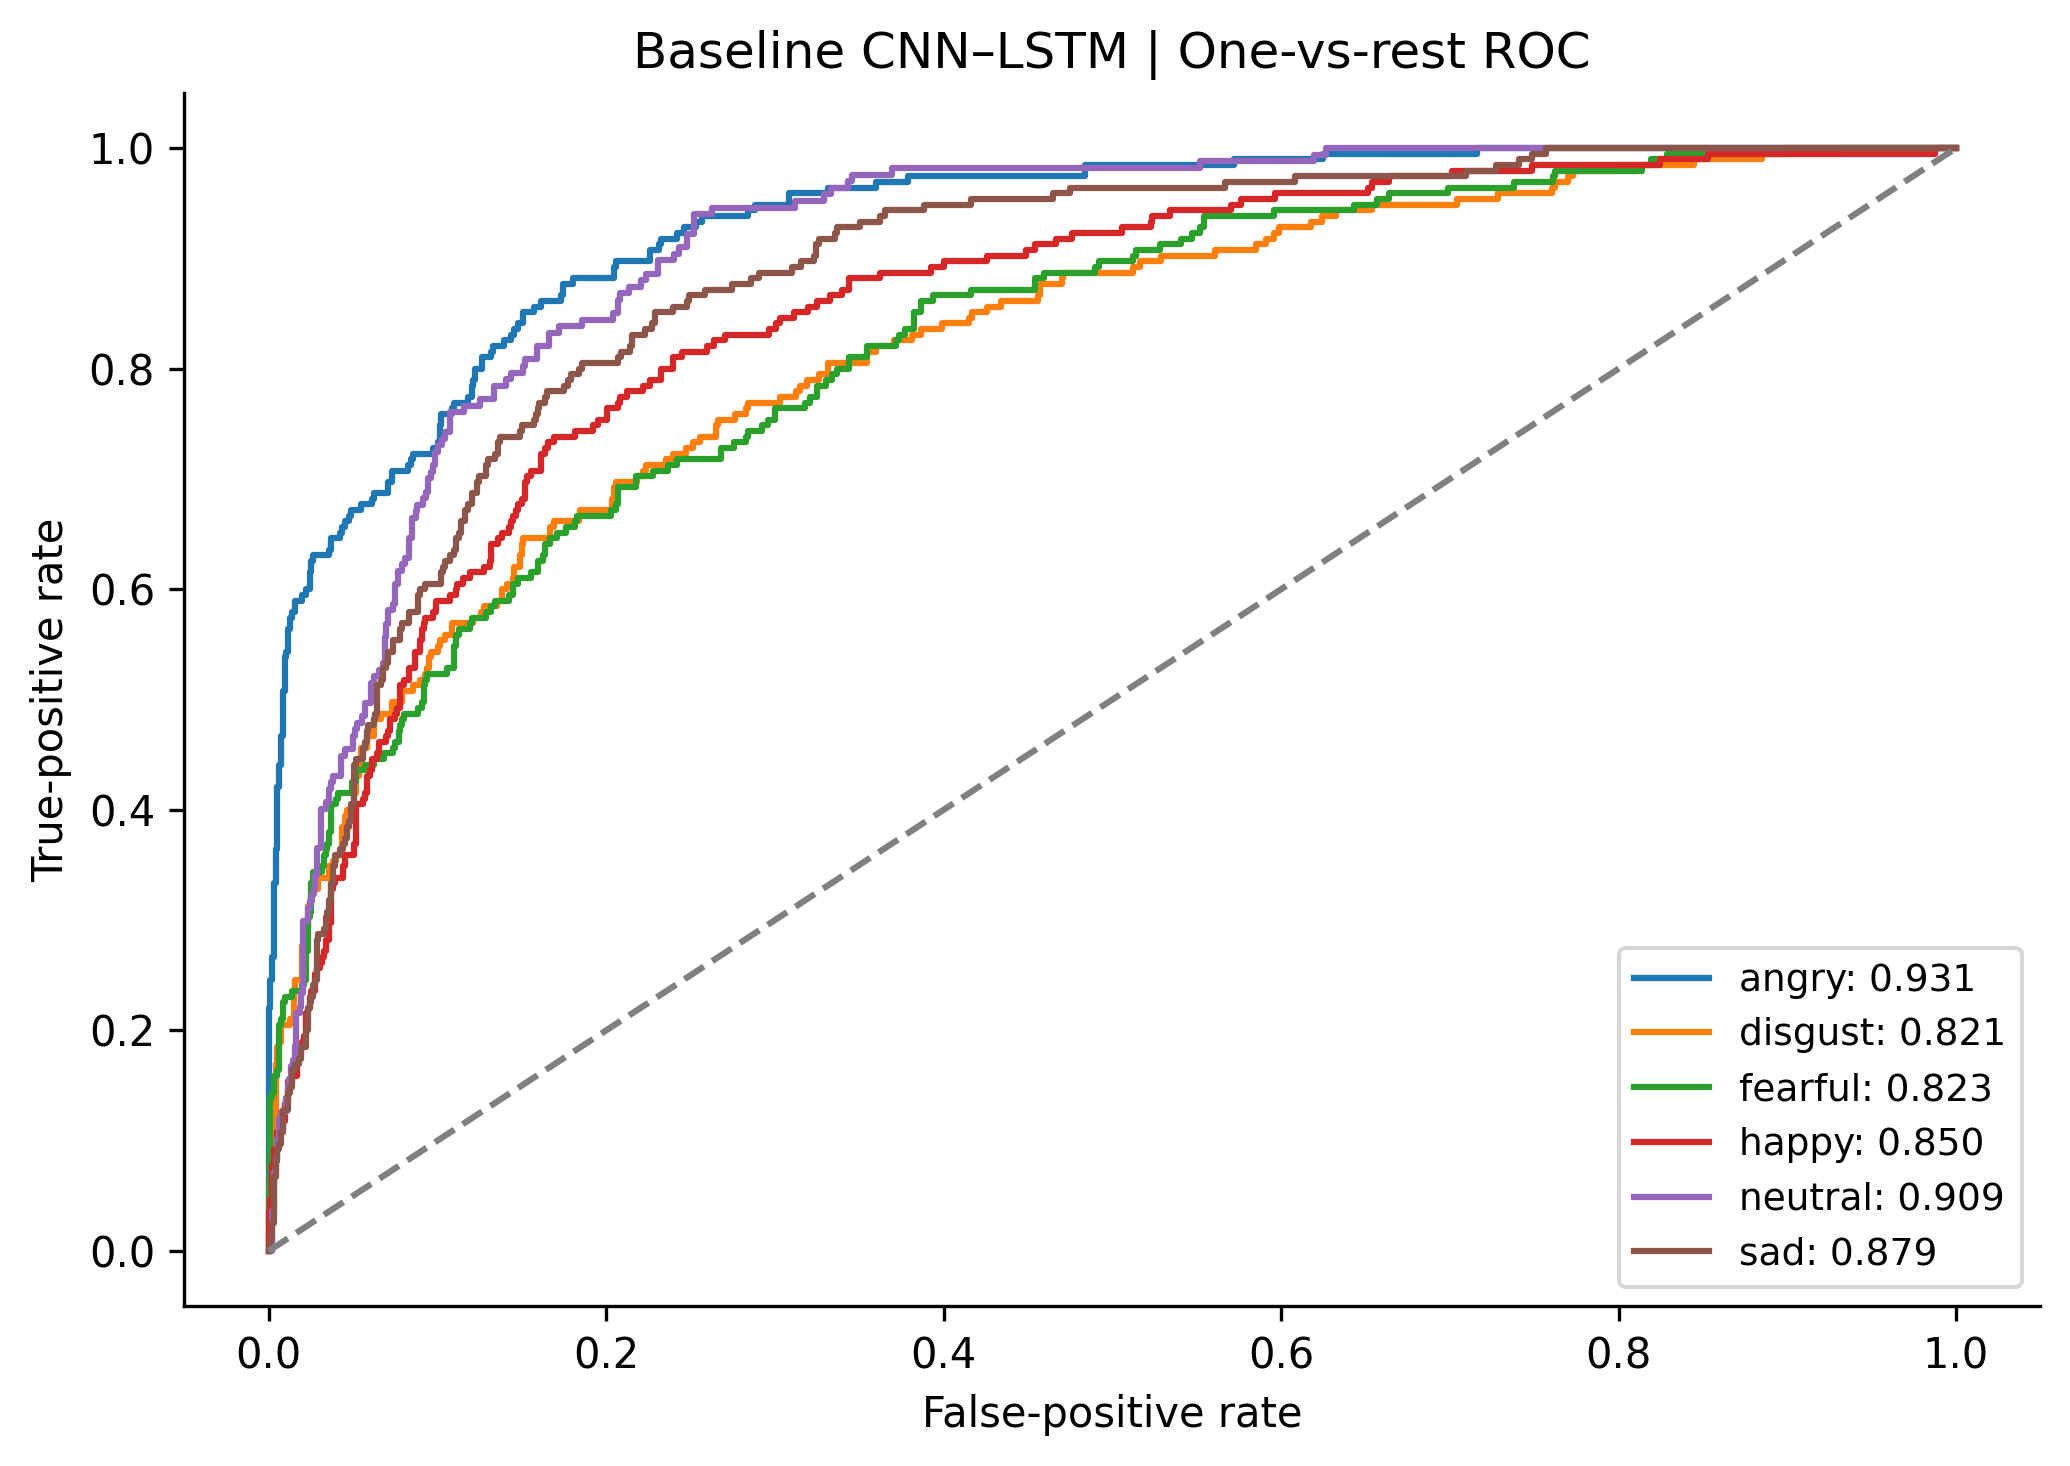 Baseline CNN–LSTM | One-vs-rest ROC
True-positive rate
1.0
0.8
0.6
0.4
0.2
0.0
0.0 0.2 0.4 0.6 0.8 1.0
False-positive rate
angry: 0.931
disgust: 0.821
fearful: 0.823
happy: 0.850
neutral: 0.909
sad: 0.879